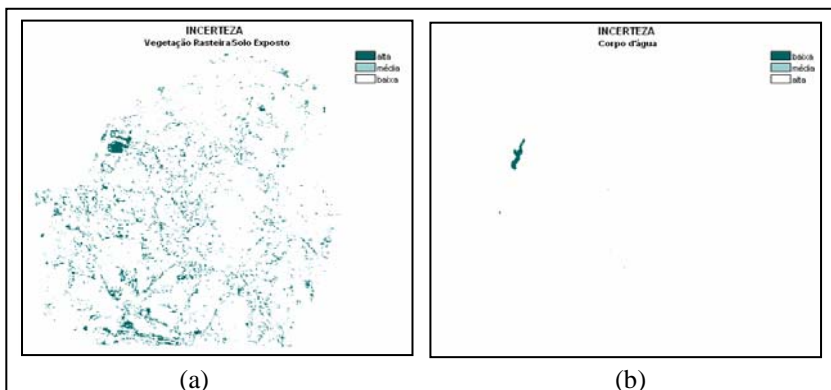 INCERTEZA
Vegetação Rasteira/Solo Exposto
alta
média
baixa
INCERTEZA
Corpo d'água
baixa
média
alta
(a)
(b)